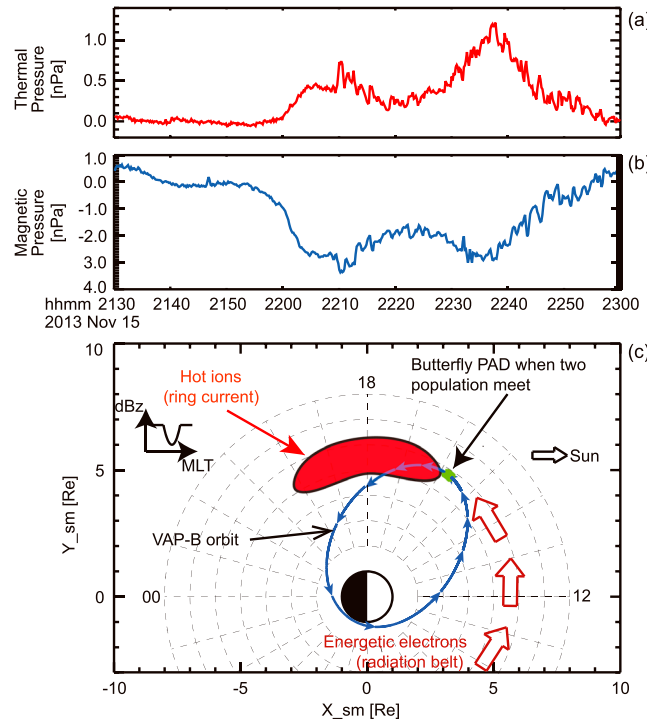 (a)
Thermal
Pressure
[nPa]
1.0
0.5
0.0
(b)
Magnetic
Pressure
[nPa]
1.0
0.0
-1.0
-2.0
3.0
4.0
hhmm 2130 2140 2150 2200 2210 2220 2230 2240 2250 2300
2013 Nov 15
(c)
10
5
0
Y_sm [Re]
Hot ions
(ring current)
Butterfly PAD when two
population meet
18
dBz
MLT
Sun
VAP-B orbit
00
12
Energetic electrons
(radiation belt)
-10 -5 0 5 10
X_sm [Re]